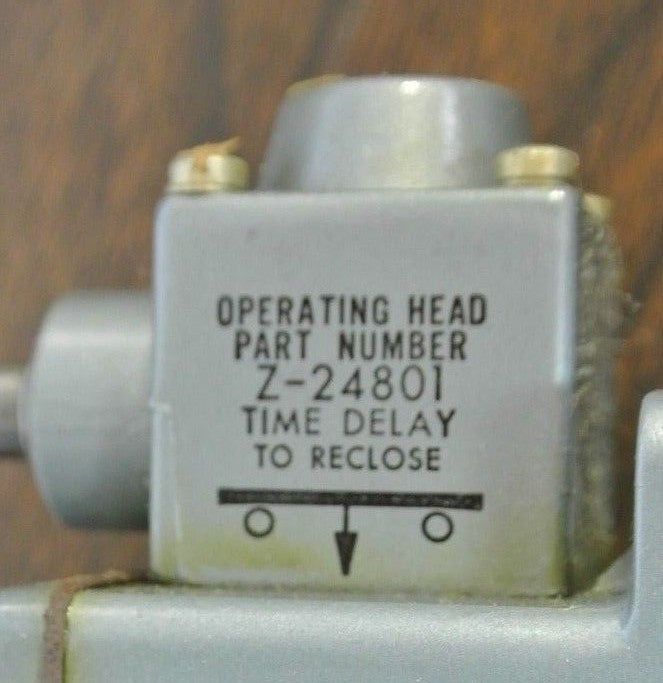 OPERATING HEAD
PART NUMBER
Z-24801
TIME DELAY
TO RECLOSE